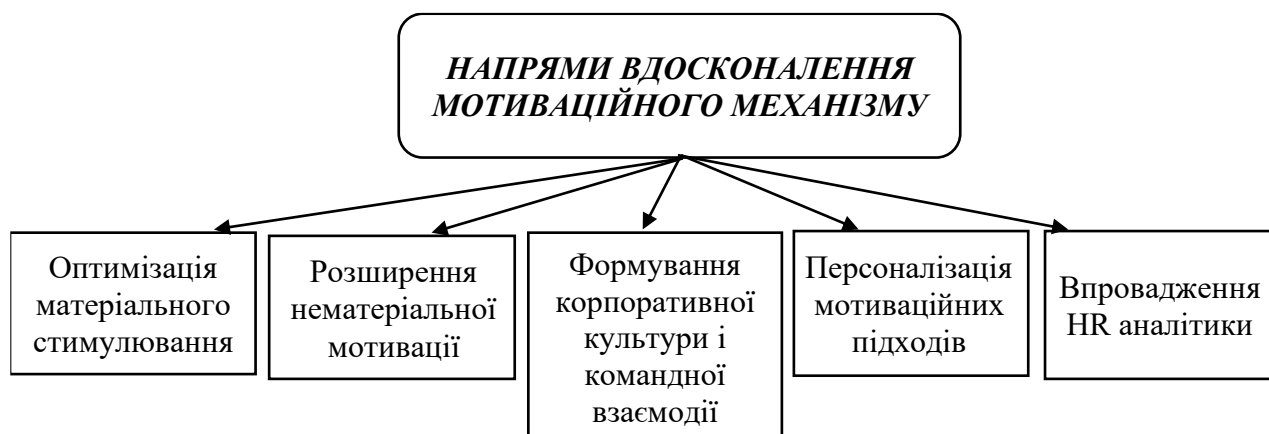 НАПРЯМИ ВДОСКОНАЛЕННЯ
МОТИВАЦІЙНОГО МЕХАНІЗМУ
Оптимізація
матеріального
стимулювання
Розширення
нематеріальної
мотивації
Формування
корпоративної
культури і
командної
взаємодії
Персоналізація
мотиваційних
підходів
Впровадження
HR аналітики